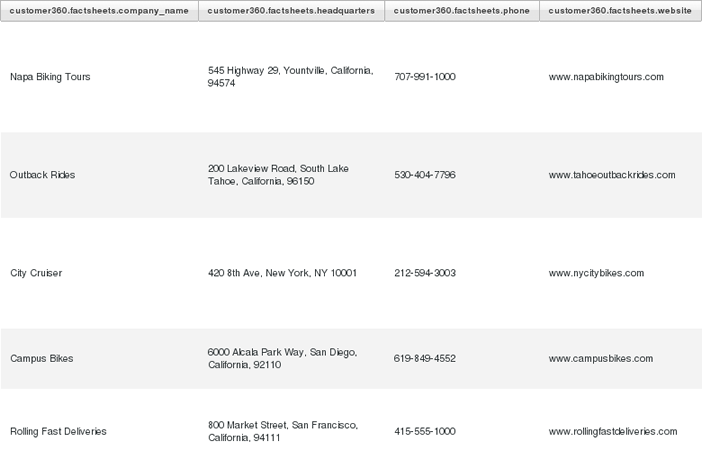 customer360.factsheets.company_name customer360.factsheets.headquarters customer360.factsheets.phone customer360.factsheets.website
Napa Biking Tours 545 Highway 29, Yountville, California, 707-991-1000 www.napabikingtours.com
94574
Outback Rides 200 Lakeview Road, South Lake 530-404-7796 www.tahoeoutbackrides.com
Tahoe, California, 96150
City Cruiser 420 8th Ave, New York, NY 10001 212-594-3003 www.nycitybikes.com
Campus Bikes 6000 Alcala Park Way, San Diego, 619-849-4552 www.campusbikes.com
California, 92110
Rolling Fast Deliveries 800 Market Street, San Francisco, 415-555-1000 www.rollingfastdeliveries.com
California, 94111